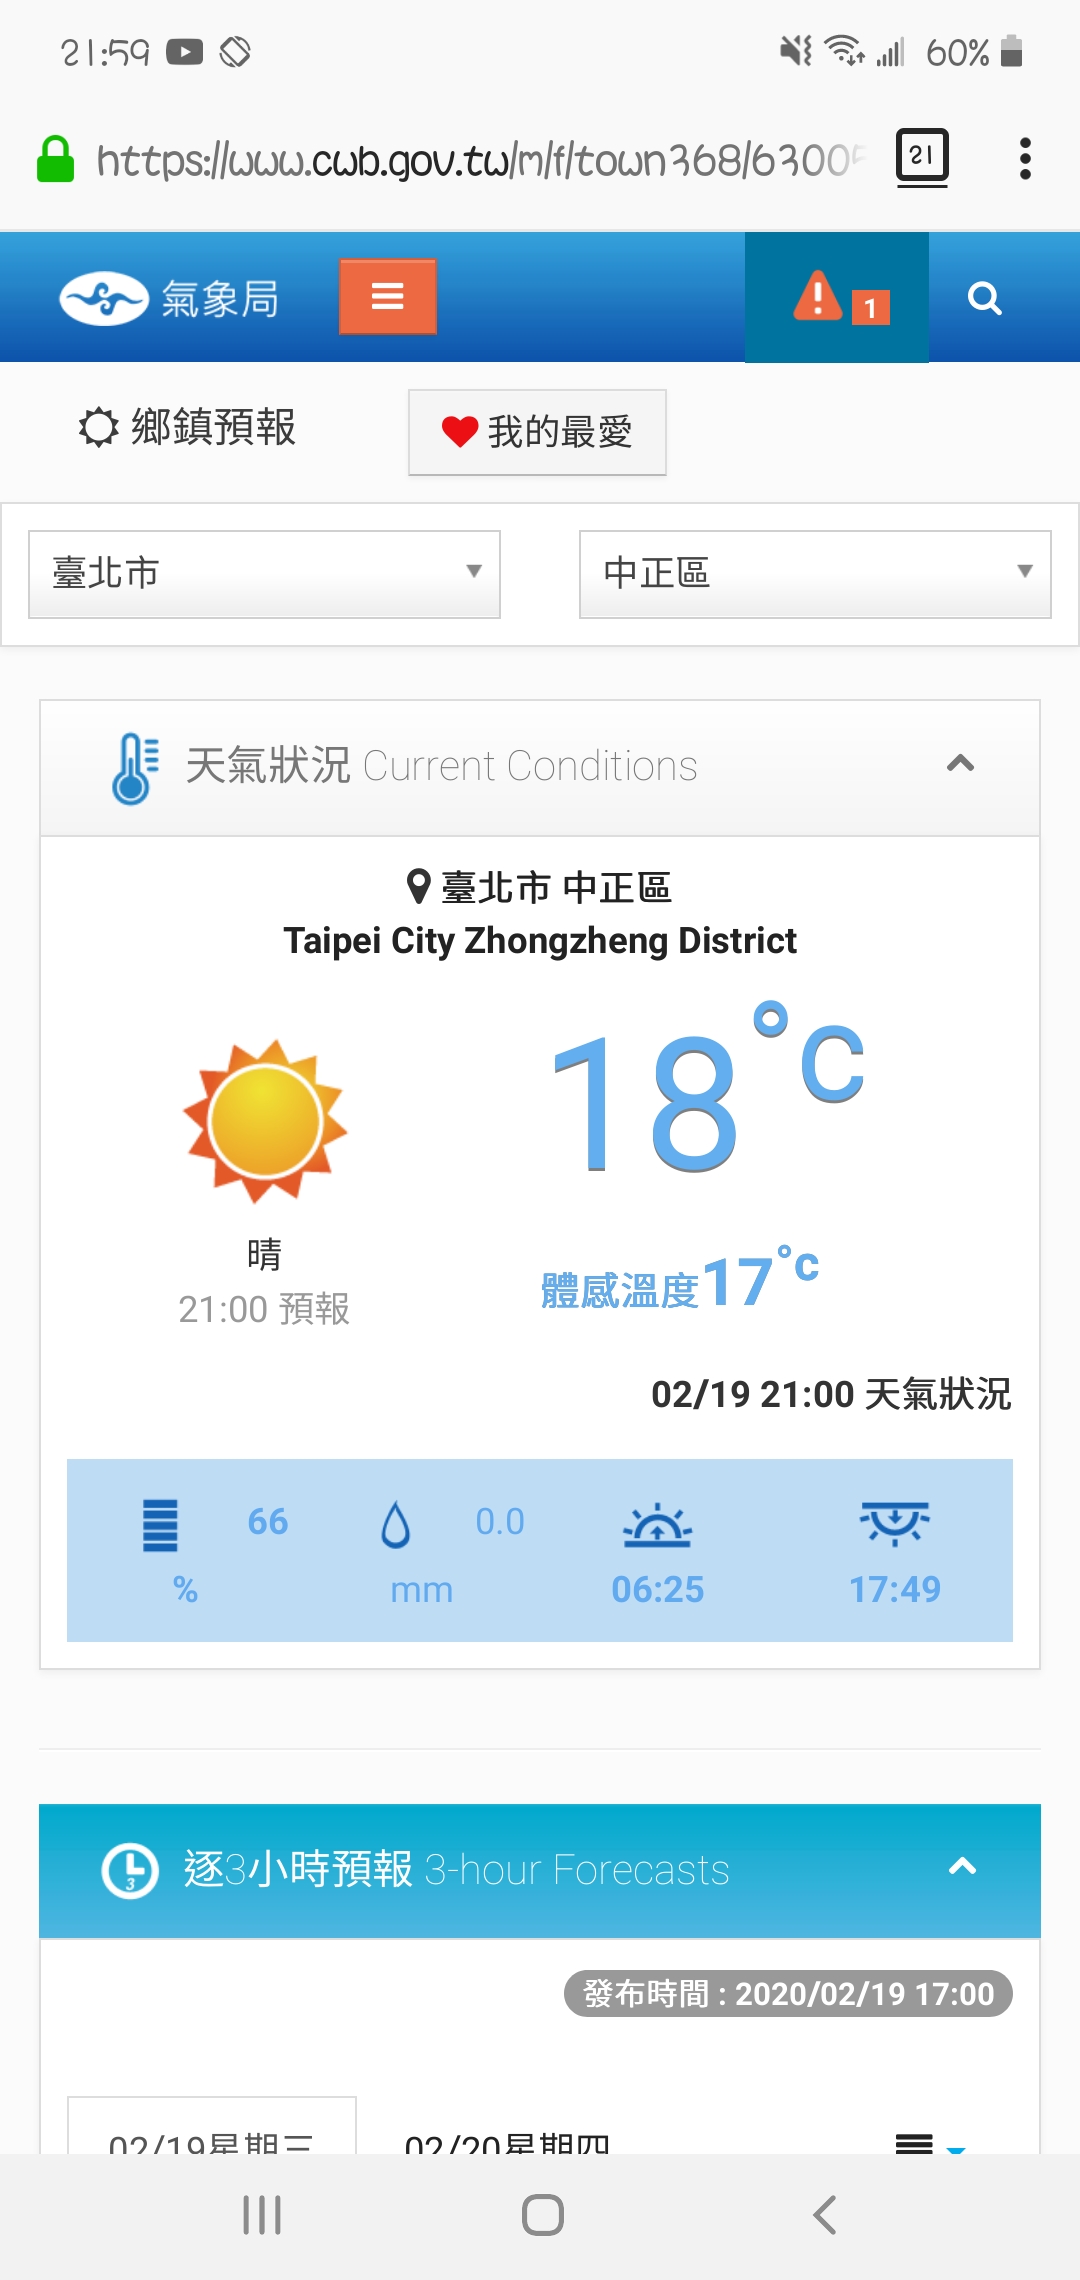 21:59 60%
https://www.cwb.gov.tw/m/f/town368/6300 21
氣象局 1
鄉鎮預報 我的最愛
臺北市 中正區
天氣狀況 Current Conditions
臺北市 中正區
Taipei City Zhongzheng District
18°C
晴
體感溫度17°C
21:00 預報
02/19 21:00 天氣狀況
66 0.0
% mm 06:25 17:49
3
逐3小時預報 3-hour Forecasts
發布時間 : 2020/02/19 17:00
02/19星期三 02/20星期四